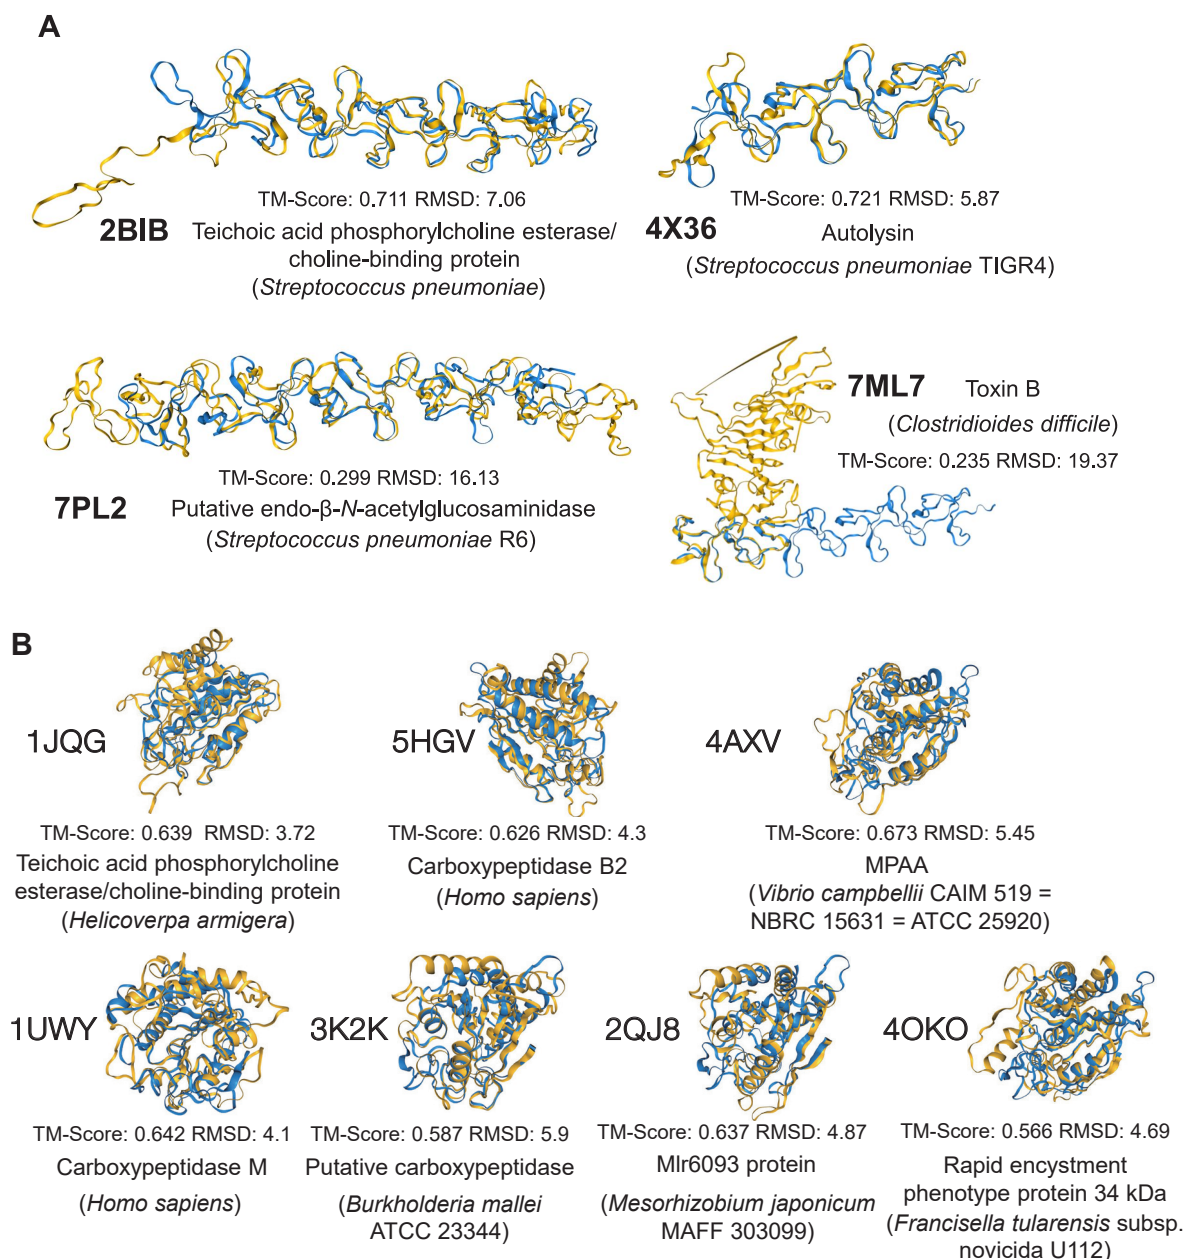 A
TM-Score: 0.711 RMSD: 7.06
2BIB
Teichoic acid phosphorylcholine esterase/
choline-binding protein
(Streptococcus pneumoniae)
TM-Score: 0.721 RMSD: 5.87
4X36
Autolysin
(Streptococcus pneumoniae TIGR4)
TM-Score: 0.299 RMSD: 16.13
7PL2
Putative endo-β-N-acetylglucosaminidase
(Streptococcus pneumoniae R6)
7ML7
Toxin B
(Clostridioides difficile)
TM-Score: 0.235 RMSD: 19.37
B
1JQG
TM-Score: 0.639 RMSD: 3.72
Teichoic acid phosphorylcholine
esterase/choline-binding protein
(Helicoverpa armigera)
5HGV
TM-Score: 0.626 RMSD: 4.3
Carboxypeptidase B2
(Homo sapiens)
4AXV
TM-Score: 0.673 RMSD: 5.45
MPAA
(Vibrio campbellii CAIM 519 =
NBRC 15631 = ATCC 25920)
1UWY
TM-Score: 0.642 RMSD: 4.1
Carboxypeptidase M
(Homo sapiens)
3K2K
TM-Score: 0.587 RMSD: 5.9
Putative carboxypeptidase
(Burkholderia mallei
ATCC 23344)
2QJ8
TM-Score: 0.637 RMSD: 4.87
Mlr6093 protein
(Mesorhizobium japonicum
MAFF 303099)
4OKO
TM-Score: 0.566 RMSD: 4.69
Rapid encystment
phenotype protein 34 kDa
(Francisella tularensis subsp.
novicida U112)